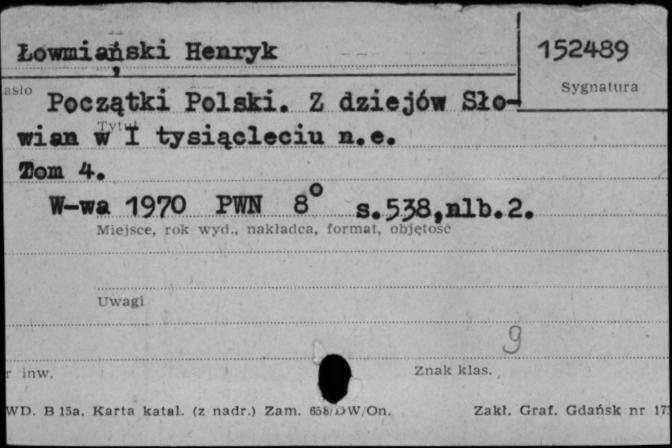 Łowmiański Henryk
152489
Sygnatura
asło
Początki Polski. Z dziejów Sło-
Tytuł
wian w I tysiącleciu n.e.
Tom 4.
W-wa 1970 PWN 8° s.538,nlb.2.
Miejsce, rok wyd., nakładca, format, objętość
Uwagi
9
r inw.
Znak klas.
WD. B 15a. Karta katal. (z nadr.) Zam. 658/DW/On.
Zakł. Graf. Gdańsk nr 17